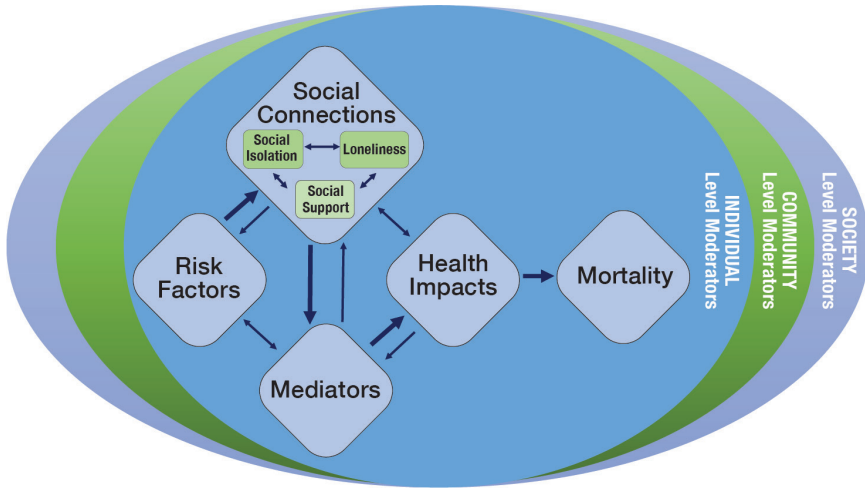 Social
Connections
Social
Isolation
Loneliness
Social
Support
Risk
Factors
Health
Impacts
Mortality
Mediators
INDIVIDUAL
Level Moderators
COMMUNITY
Level Moderators
SOCIETY
Level Moderators